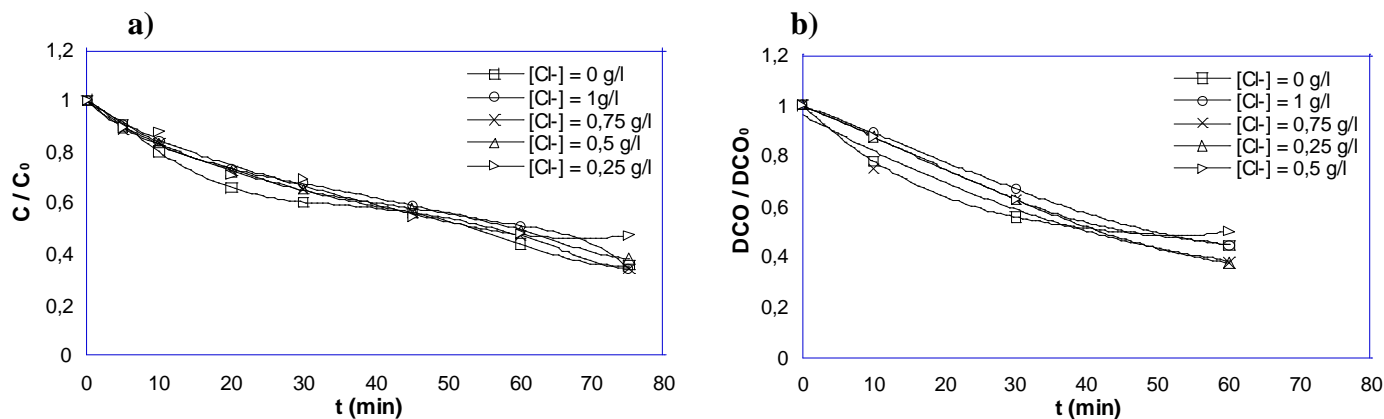 a)
1,2
1
0,8
0,6
0,4
0,2
0
C / C₀
0 10 20 30 40 50 60 70 80
t (min)
[Cl-] = 0 g/l
[Cl-] = 1g/l
[Cl-] = 0,75 g/l
[Cl-] = 0,5 g/l
[Cl-] = 0,25 g/l
b)
1,2
1
0,8
0,6
0,4
0,2
0
DCO / DCO₀
0 10 20 30 40 50 60 70 80
t (min)
[Cl-] = 0 g/l
[Cl-] = 1 g/l
[Cl-] = 0,75 g/l
[Cl-] = 0,25 g/l
[Cl-] = 0,5 g/l